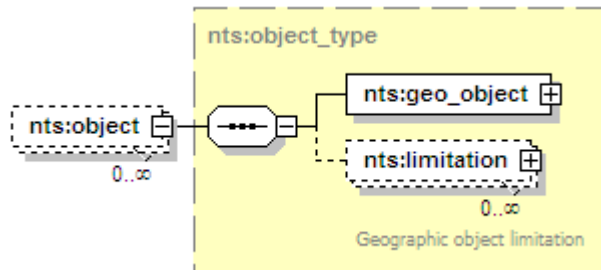 nts:object_type
nts:geo_object
nts:object
0..∞
nts:limitation
0..∞
Geographic object limitation